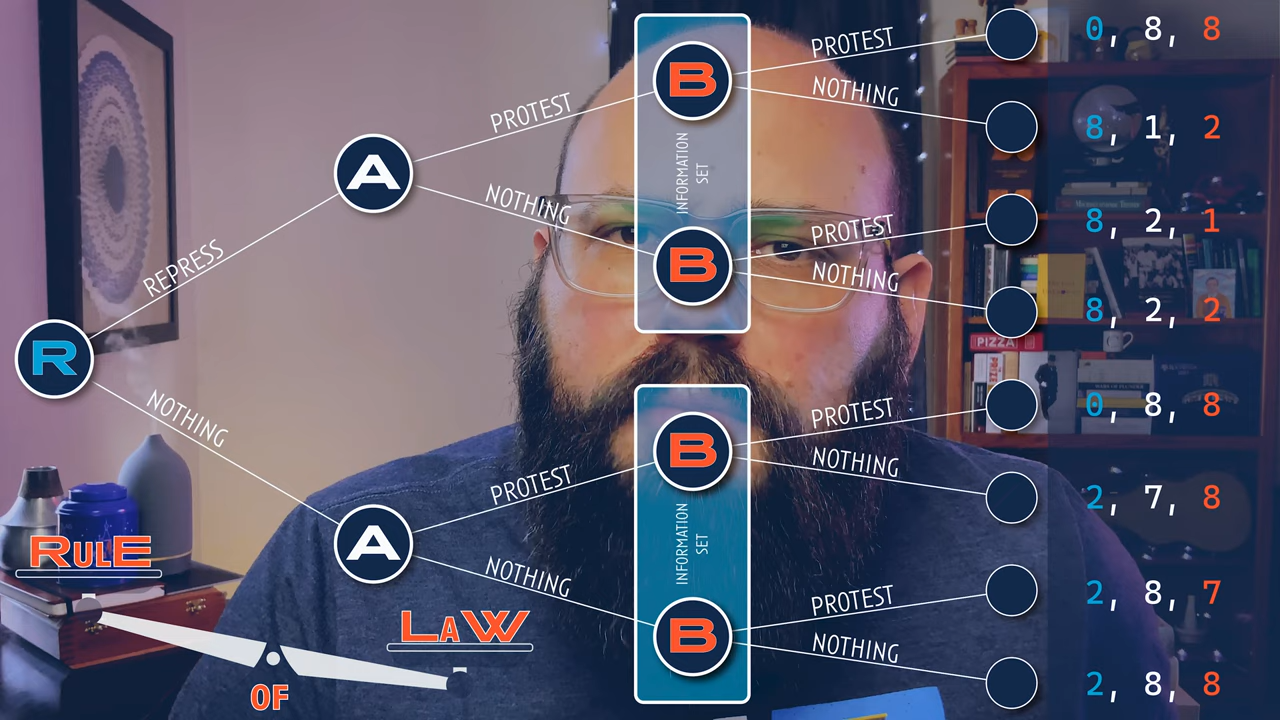 PROTEST
0, 8, 8
B
NOTHING
PROTEST
8, 1, 2
A
INFORMATION
SET
NOTHING
PROTEST
8, 2, 1
REPRESS
B
NOTHING
8, 2, 2
R
PIZZA
PROTEST
0, 8, 8
NOTHING
B
NOTHING
PROTEST
2, 7, 8
A
INFORMATION
SET
RULE
NOTHING
PROTEST
2, 8, 7
LAW
B
NOTHING
OF
2, 8, 8